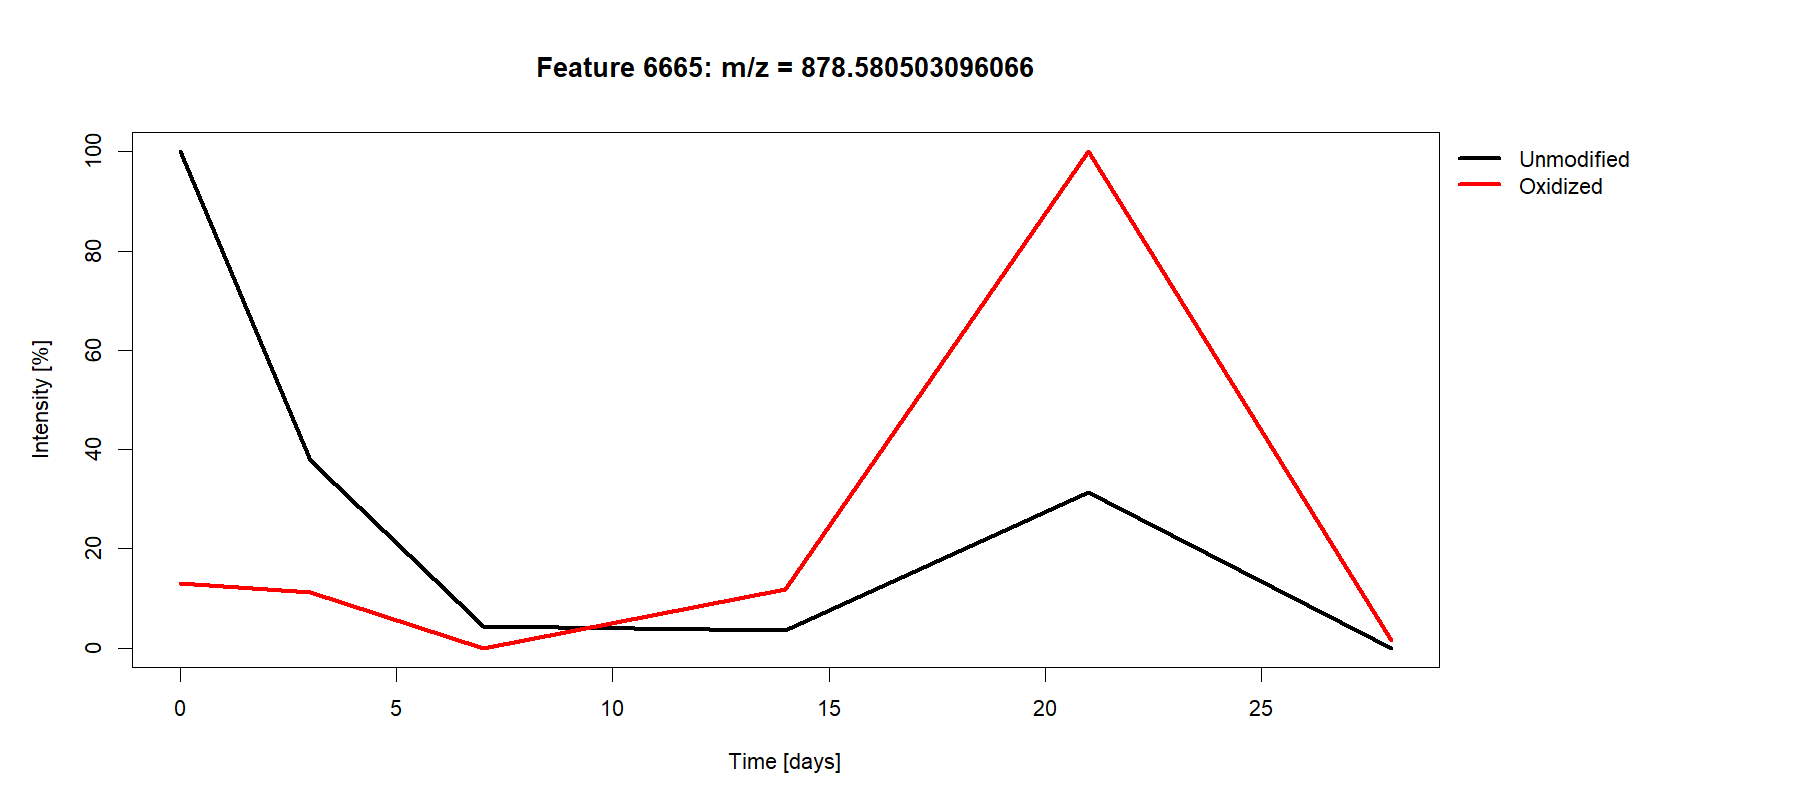 Feature 6665: m/z = 878.580503096066
Unmodified
Oxidized
Intensity [%]
100
80
60
40
20
0
0 5 10 15 20 25
Time [days]